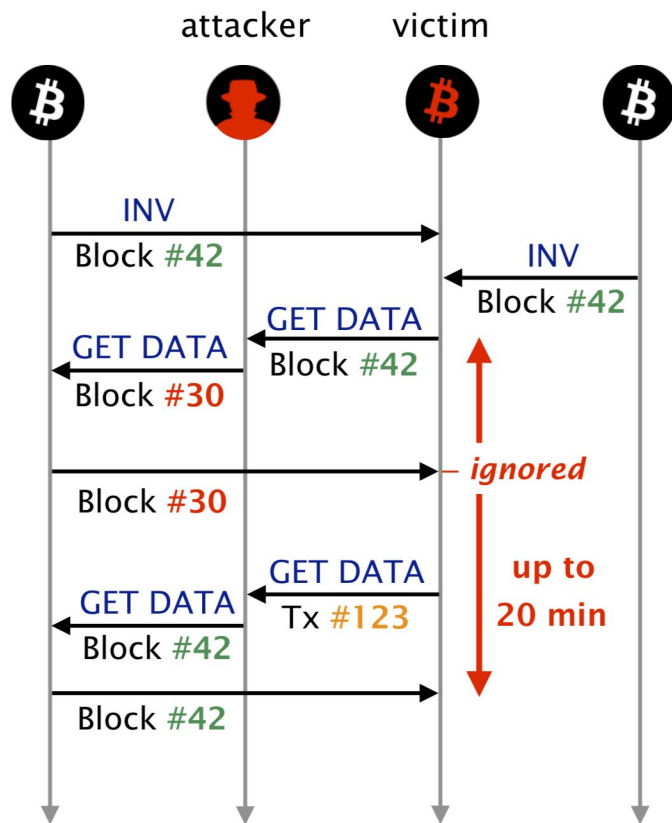 attacker
victim
INV
Block #42
INV
Block #42
GET DATA
Block #42
GET DATA
Block #30
Block #30
ignored
GET DATA
Tx #123
up to
20 min
GET DATA
Block #42
Block #42